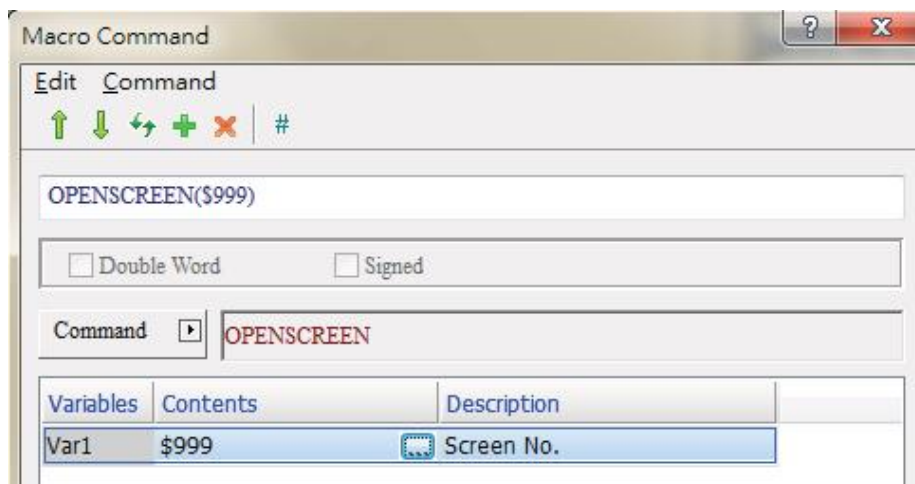 Macro Command
?
X
Edit Command
#
OPENSCREEN($999)
Double Word Signed
Command OPENSCREEN
Variables Contents Description
Var1 $999 ... Screen No.